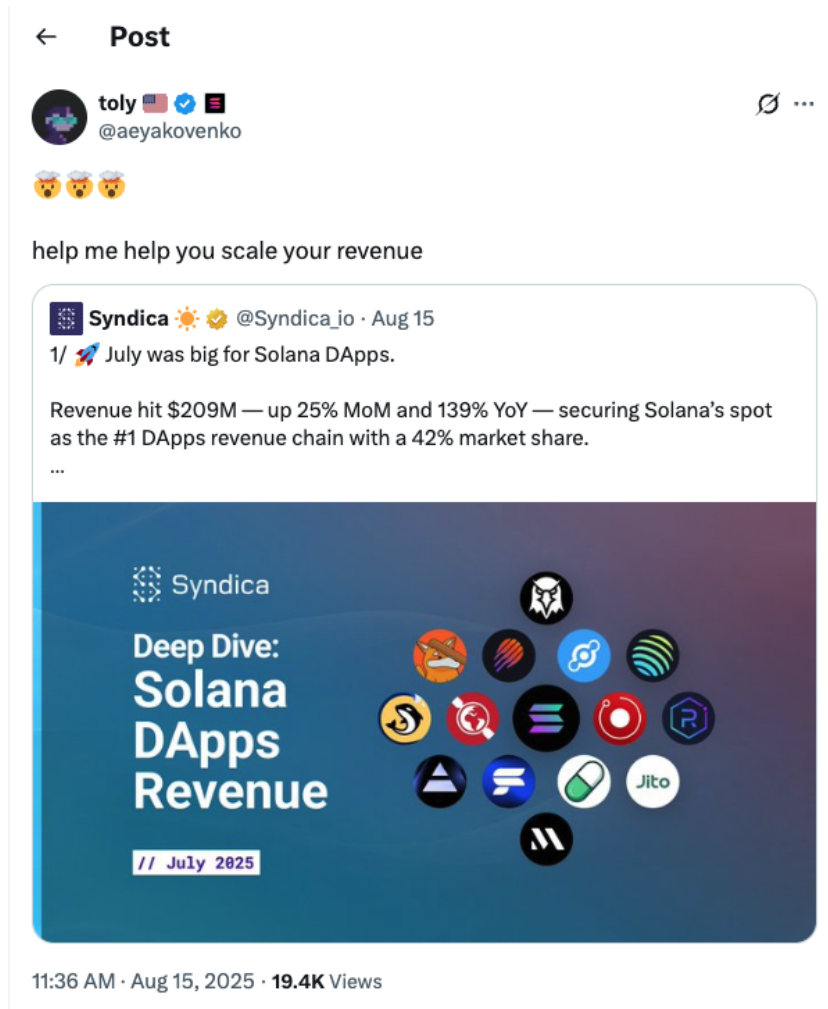 Post
toly 🇺🇸
@aeyakovenko
🤯🤯🤯
help me help you scale your revenue
Syndica ☀️ @Syndica_io · Aug 15
1/ 🚀 July was big for Solana DApps.
Revenue hit $209M — up 25% MoM and 139% YoY — securing Solana’s spot
as the #1 DApps revenue chain with a 42% market share.
...
Syndica
Deep Dive:
Solana
DApps
Revenue
// July 2025
R
Jito
11:36 AM · Aug 15, 2025 · 19.4K Views